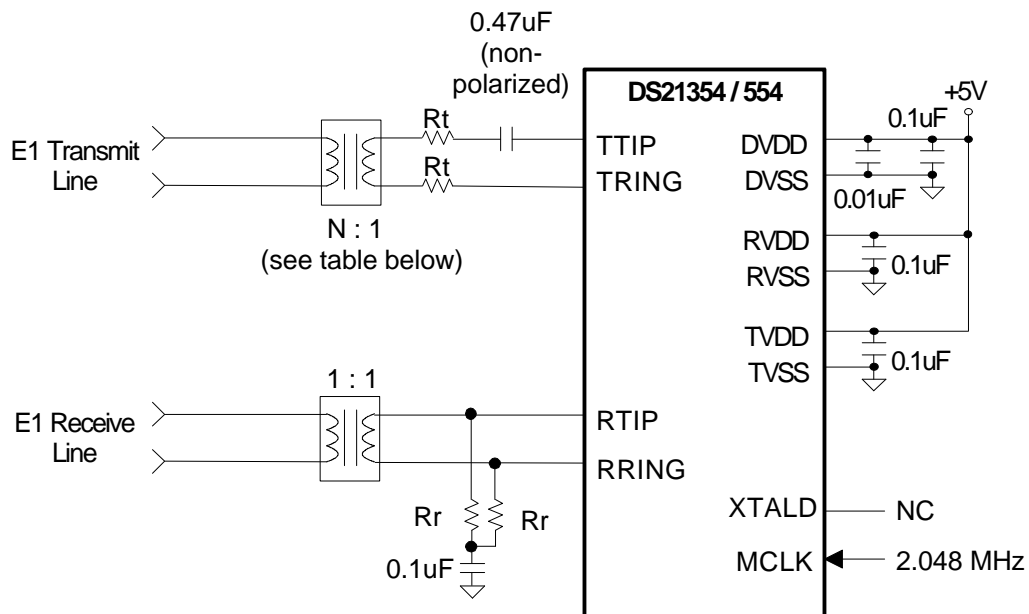 0.47uF
(non-
polarized)
DS21354 / 554
+5V
0.1uF
Rt
TTIP
DVDD
E1 Transmit
Line
Rt
TRING
DVSS
0.01uF
N : 1
(see table below)
RVDD
RVSS
0.1uF
TVDD
TVSS
0.1uF
1 : 1
E1 Receive
Line
RTIP
RRING
Rr
Rr
XTALD
NC
0.1uF
MCLK
2.048 MHz